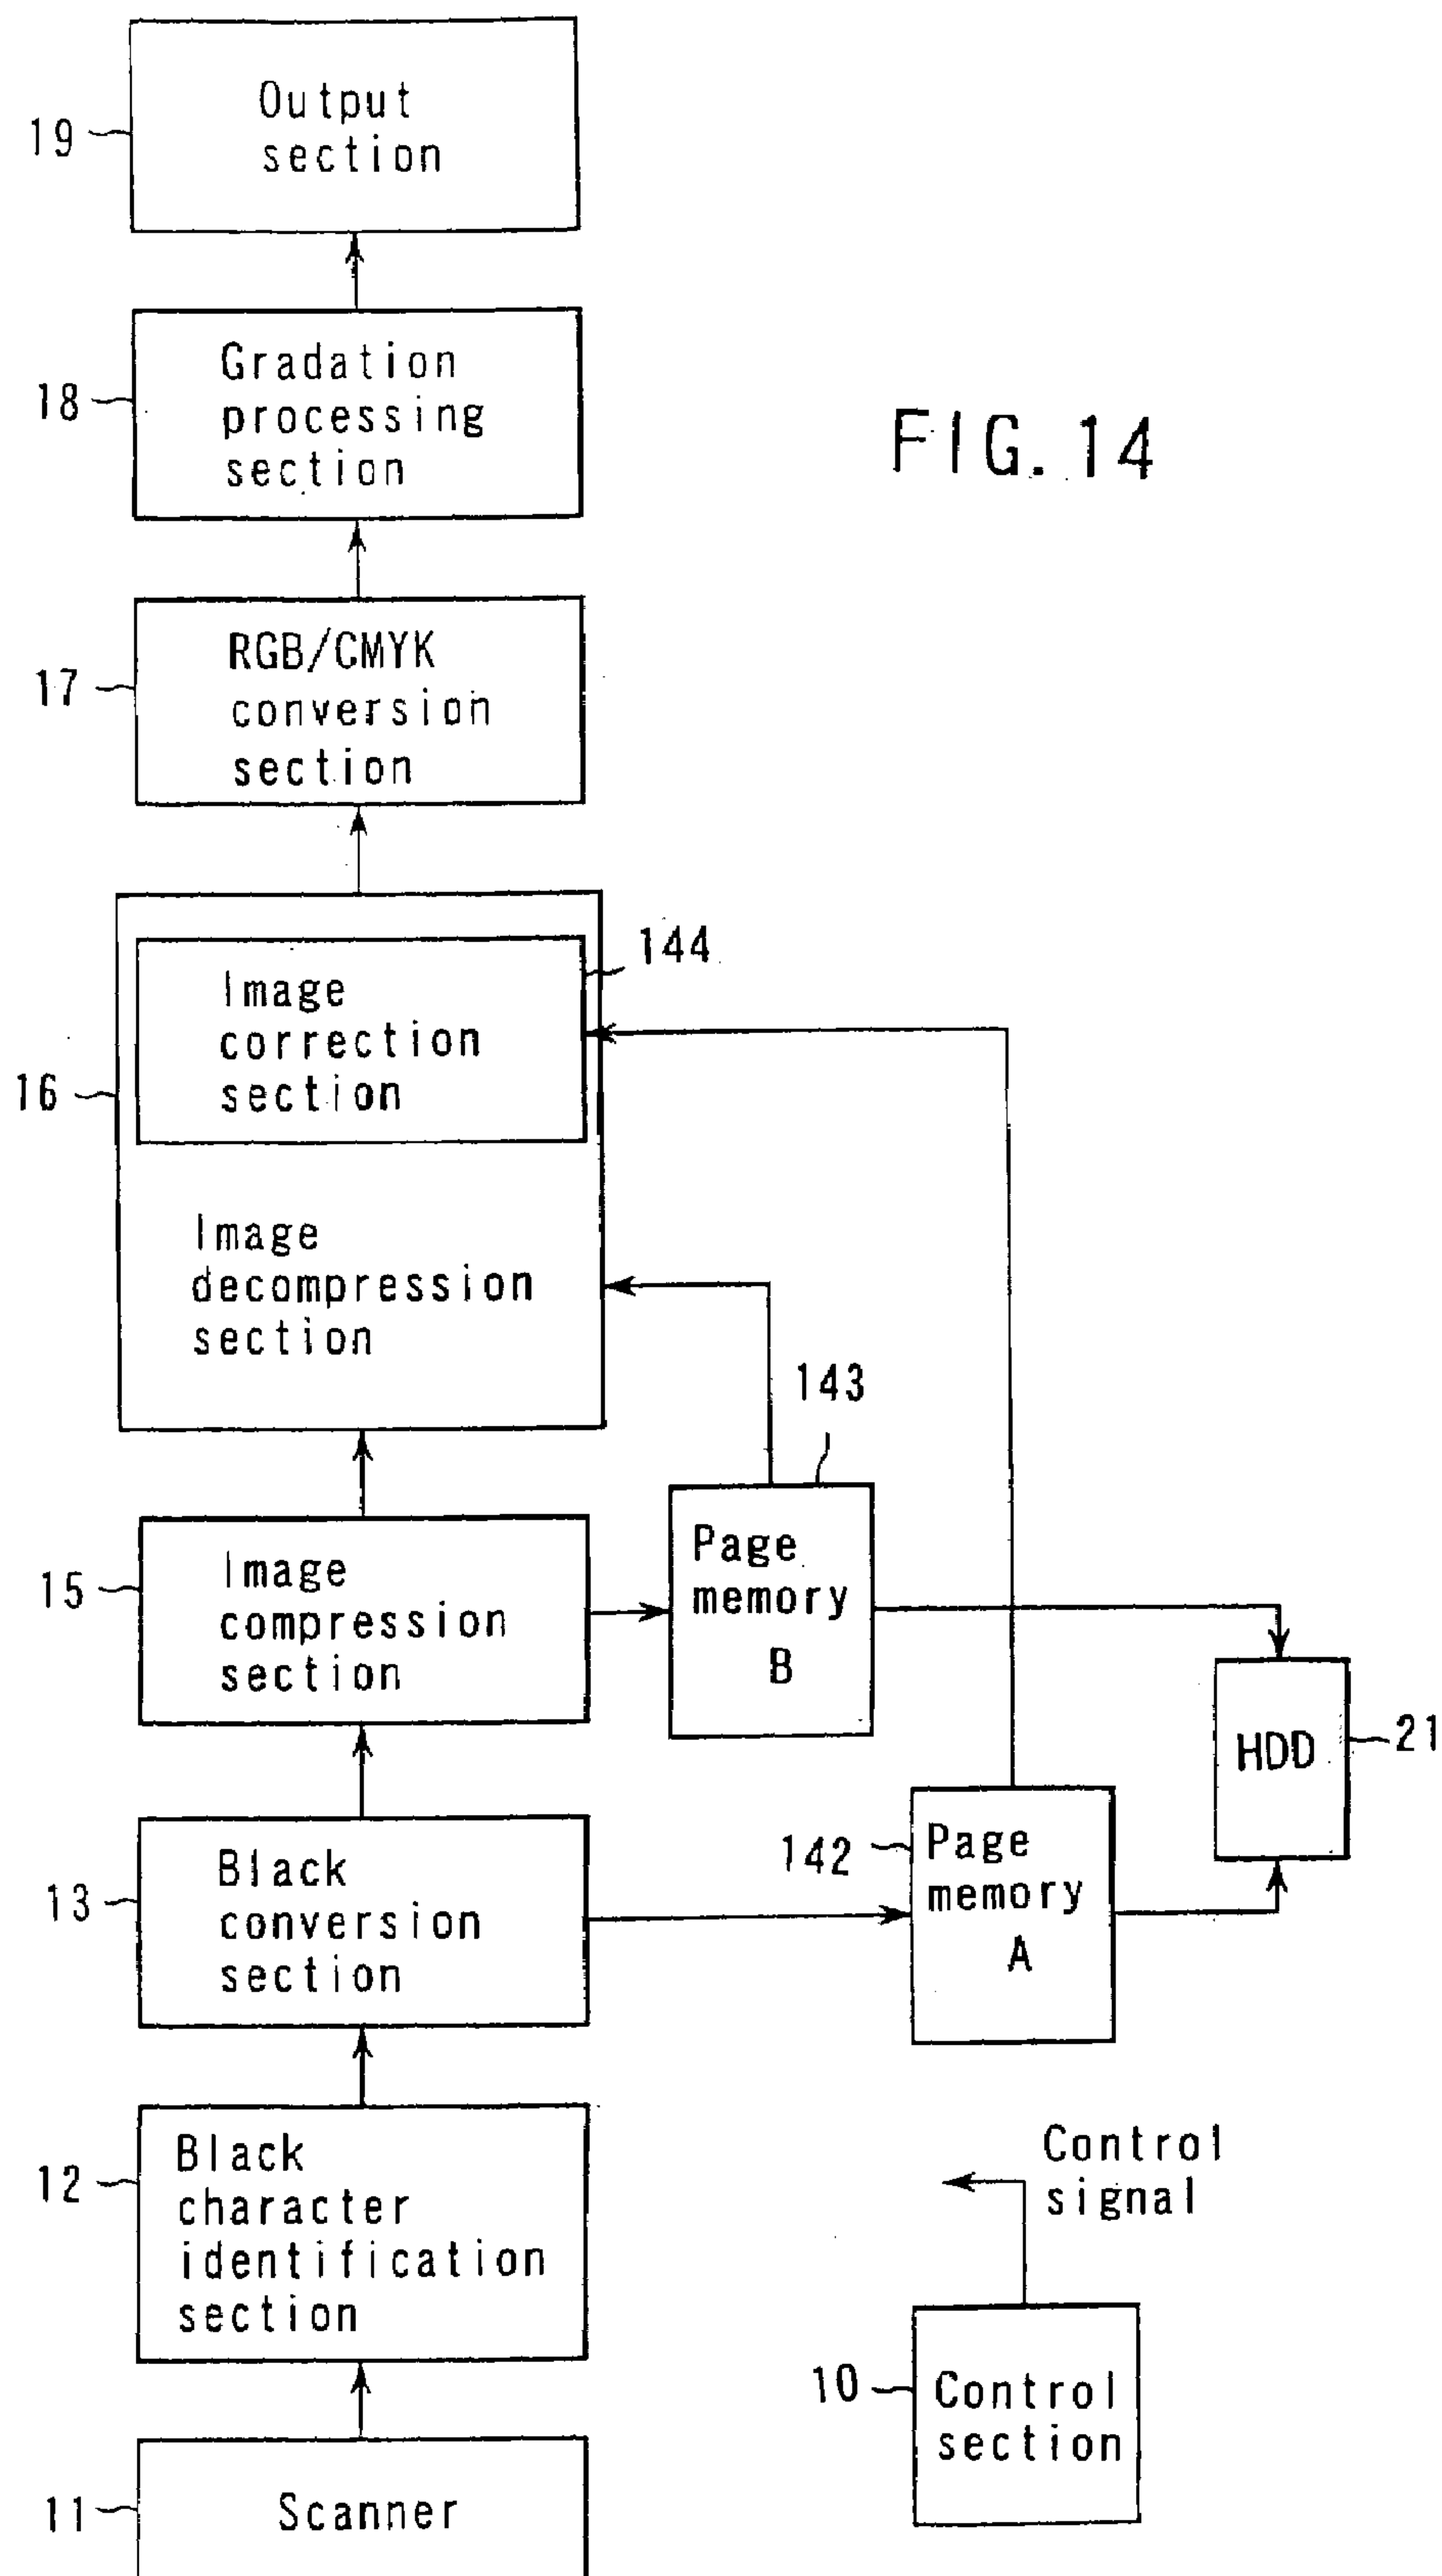 19
Output
section
18
Gradation
processing
section
FIG. 14
17
RGB/CMYK
conversion
section
144
Image
correction
section
16
Image
decompression
section
143
15
Image
compression
section
Page
memory
B
HDD
21
13
Black
conversion
section
142
Page
memory
A
12
Black
character
identification
section
Control
signal
10
Control
section
11
Scanner